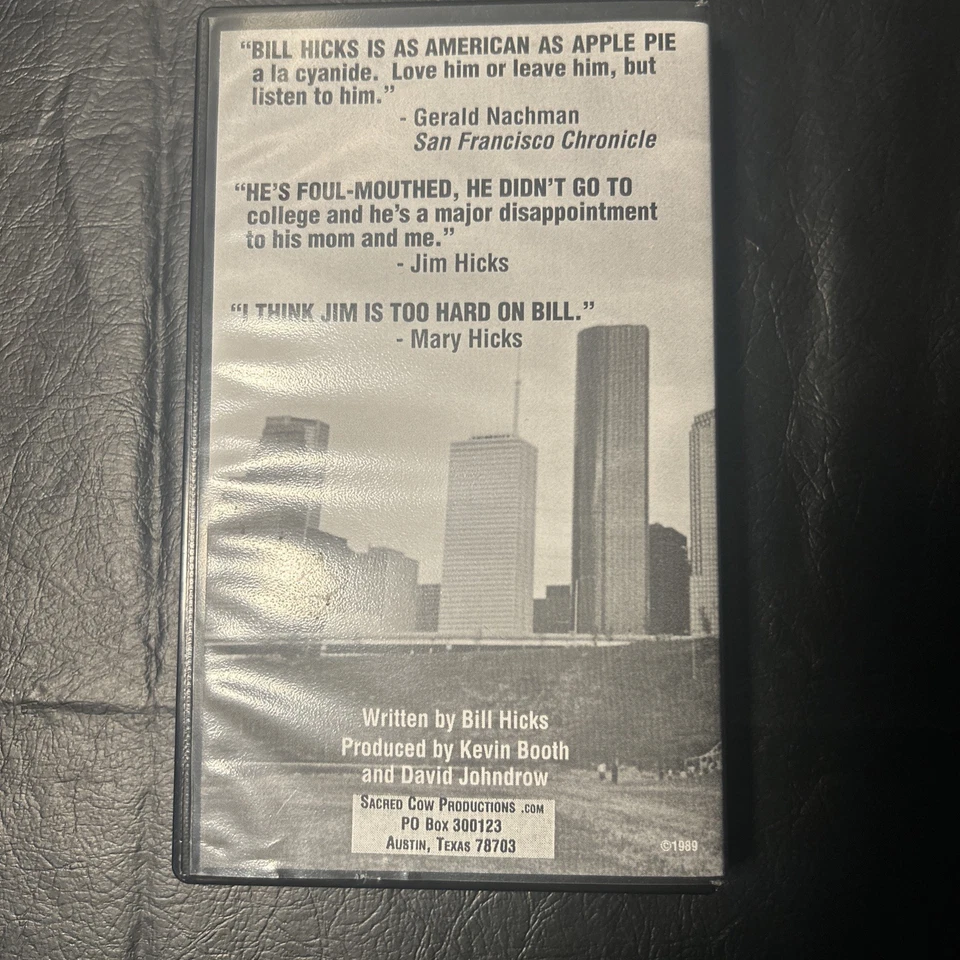 “BILL HICKS IS AS AMERICAN AS APPLE PIE
a la cyanide. Love him or leave him, but
listen to him.”
- Gerald Nachman
San Francisco Chronicle
“HE’S FOUL-MOUTHED, HE DIDN’T GO TO
college and he’s a major disappointment
to his mom and me.”
- Jim Hicks
“I THINK JIM IS TOO HARD ON BILL.”
- Mary Hicks
Written by Bill Hicks
Produced by Kevin Booth
and David Johndrow
SACRED COW PRODUCTIONS .COM
PO BOX 300123
AUSTIN, TEXAS 78703
©1989